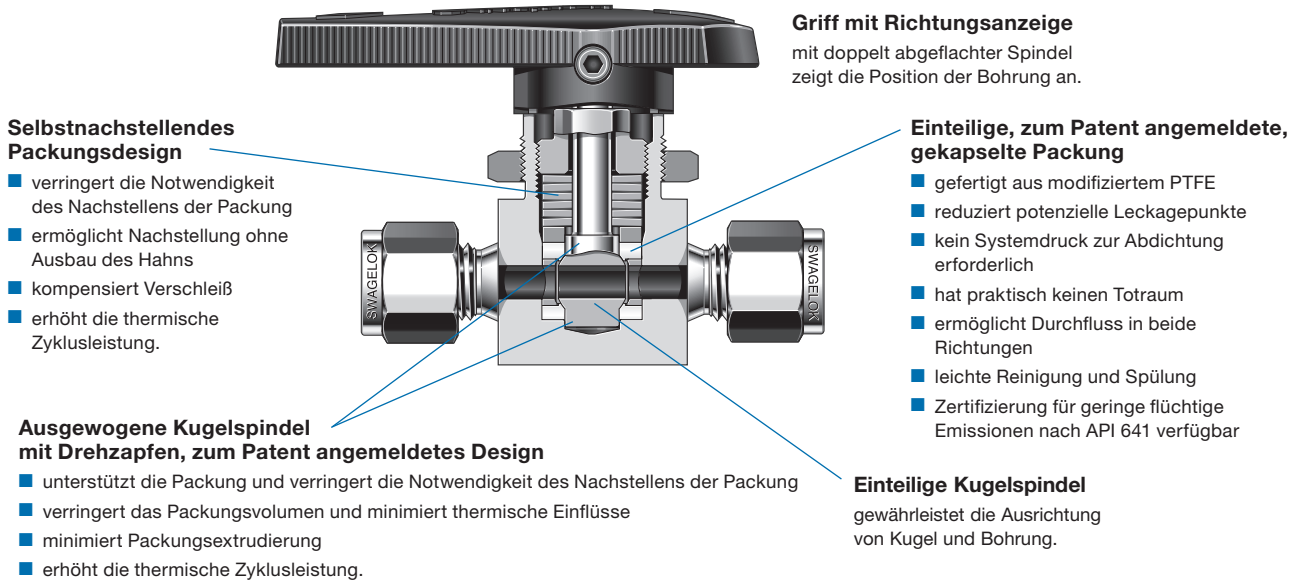 Griff mit Richtungsanzeige
mit doppelt abgeflachter Spindel
zeigt die Position der Bohrung an.
Selbstnachstellendes
Packungsdesign
verringert die Notwendigkeit
des Nachstellens der Packung
ermöglicht Nachstellung ohne
Ausbau des Hahns
kompensiert Verschleiß
erhöht die thermische
Zyklusleistung.
Einteilige, zum Patent angemeldete,
gekapselte Packung
gefertigt aus modifiziertem PTFE
reduziert potenzielle Leckagepunkte
kein Systemdruck zur Abdichtung
erforderlich
hat praktisch keinen Totraum
ermöglicht Durchfluss in beide
Richtungen
leichte Reinigung und Spülung
Zertifizierung für geringe flüchtige
Emissionen nach API 641 verfügbar
SWAGELOK
SWAGELOK
Ausgewogene Kugelspindel
mit Drehzapfen, zum Patent angemeldetes Design
unterstützt die Packung und verringert die Notwendigkeit des Nachstellens der Packung
verringert das Packungsvolumen und minimiert thermische Einflüsse
minimiert Packungsextrudierung
erhöht die thermische Zyklusleistung.
Einteilige Kugelspindel
gewährleistet die Ausrichtung
von Kugel und Bohrung.